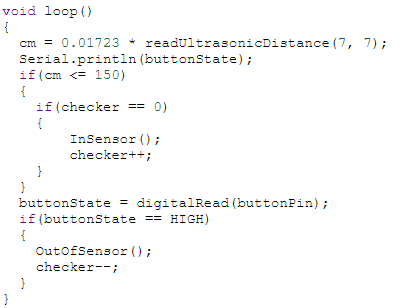 void loop()
{
  cm = 0.01723 * readUltrasonicDistance(7, 7);
  Serial.println(buttonState);
  if(cm <= 150)
  {
    if(checker == 0)
    {
        InSensor();
        checker++;
    }
  }
  buttonState = digitalRead(buttonPin);
  if(buttonState == HIGH)
  {
    OutOfSensor();
    checker--;
  }
}